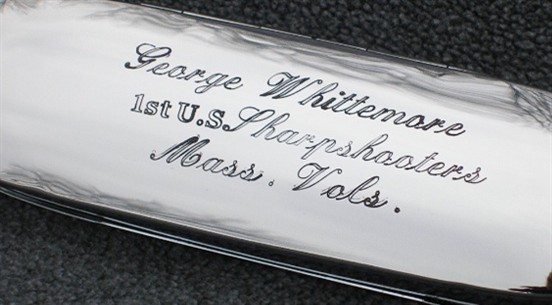 George Whittemore
1st U.S. Sharpshooters
Mass. Vols.